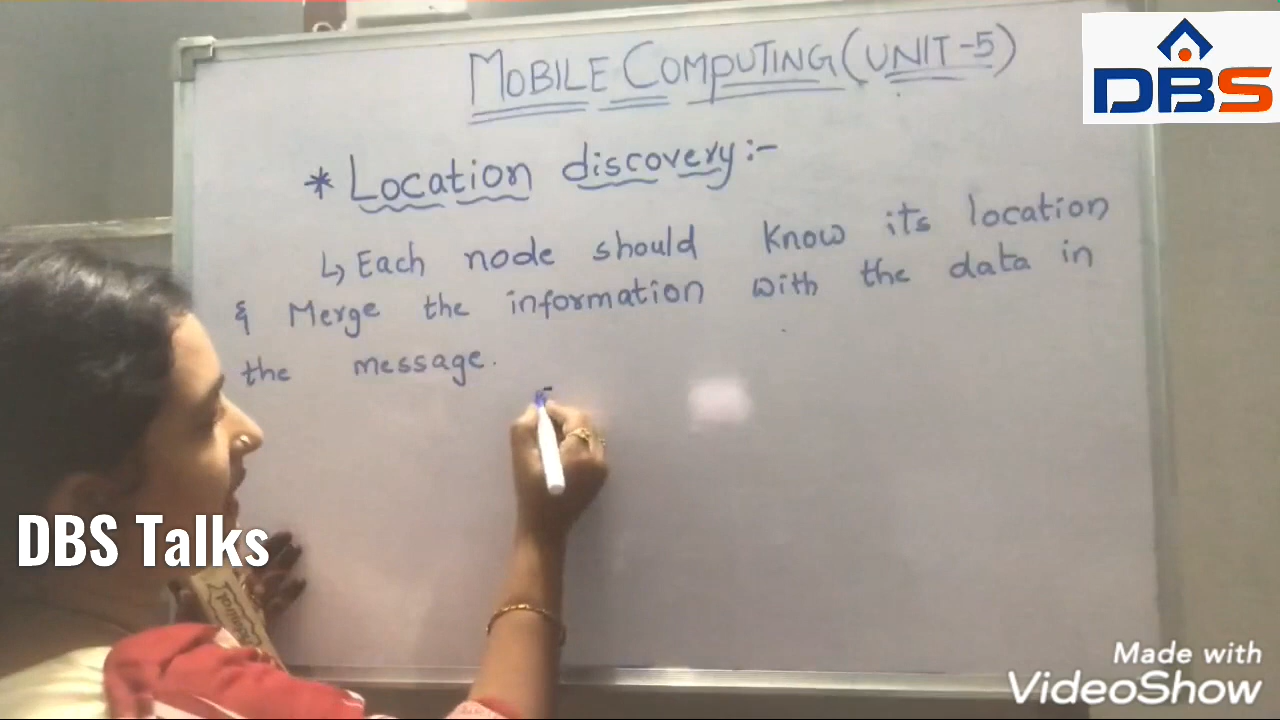 MOBILE COMPUTING (UNIT-5)
DBS
* Location discovery:-
↳ Each node should know its location
& Merge the information with the data in
the message.
DBS Talks
Made with
VideoShow